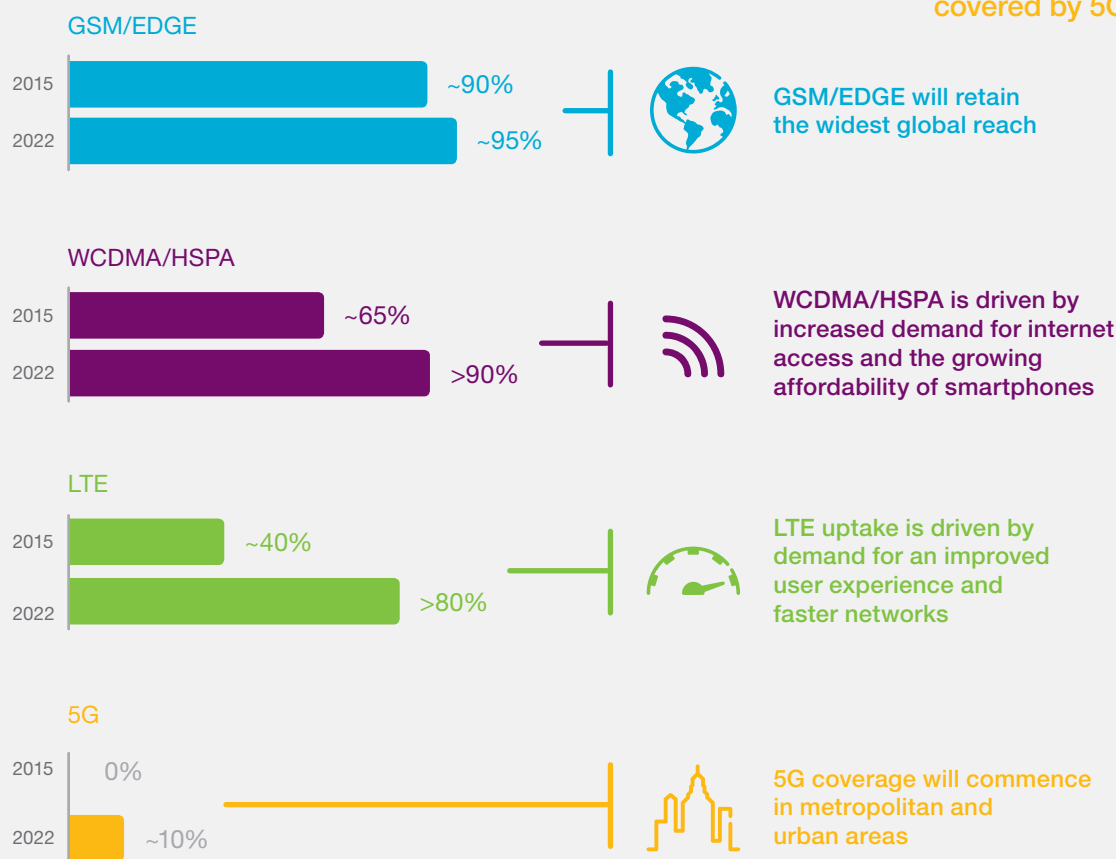 covered by 5G
GSM/EDGE
2015
~90%
2022
~95%
GSM/EDGE will retain
the widest global reach
WCDMA/HSPA
2015
~65%
2022
>90%
WCDMA/HSPA is driven by
increased demand for internet
access and the growing
affordability of smartphones
LTE
2015
~40%
2022
>80%
LTE uptake is driven by
demand for an improved
user experience and
faster networks
5G
2015
0%
2022
~10%
5G coverage will commence
in metropolitan and
urban areas